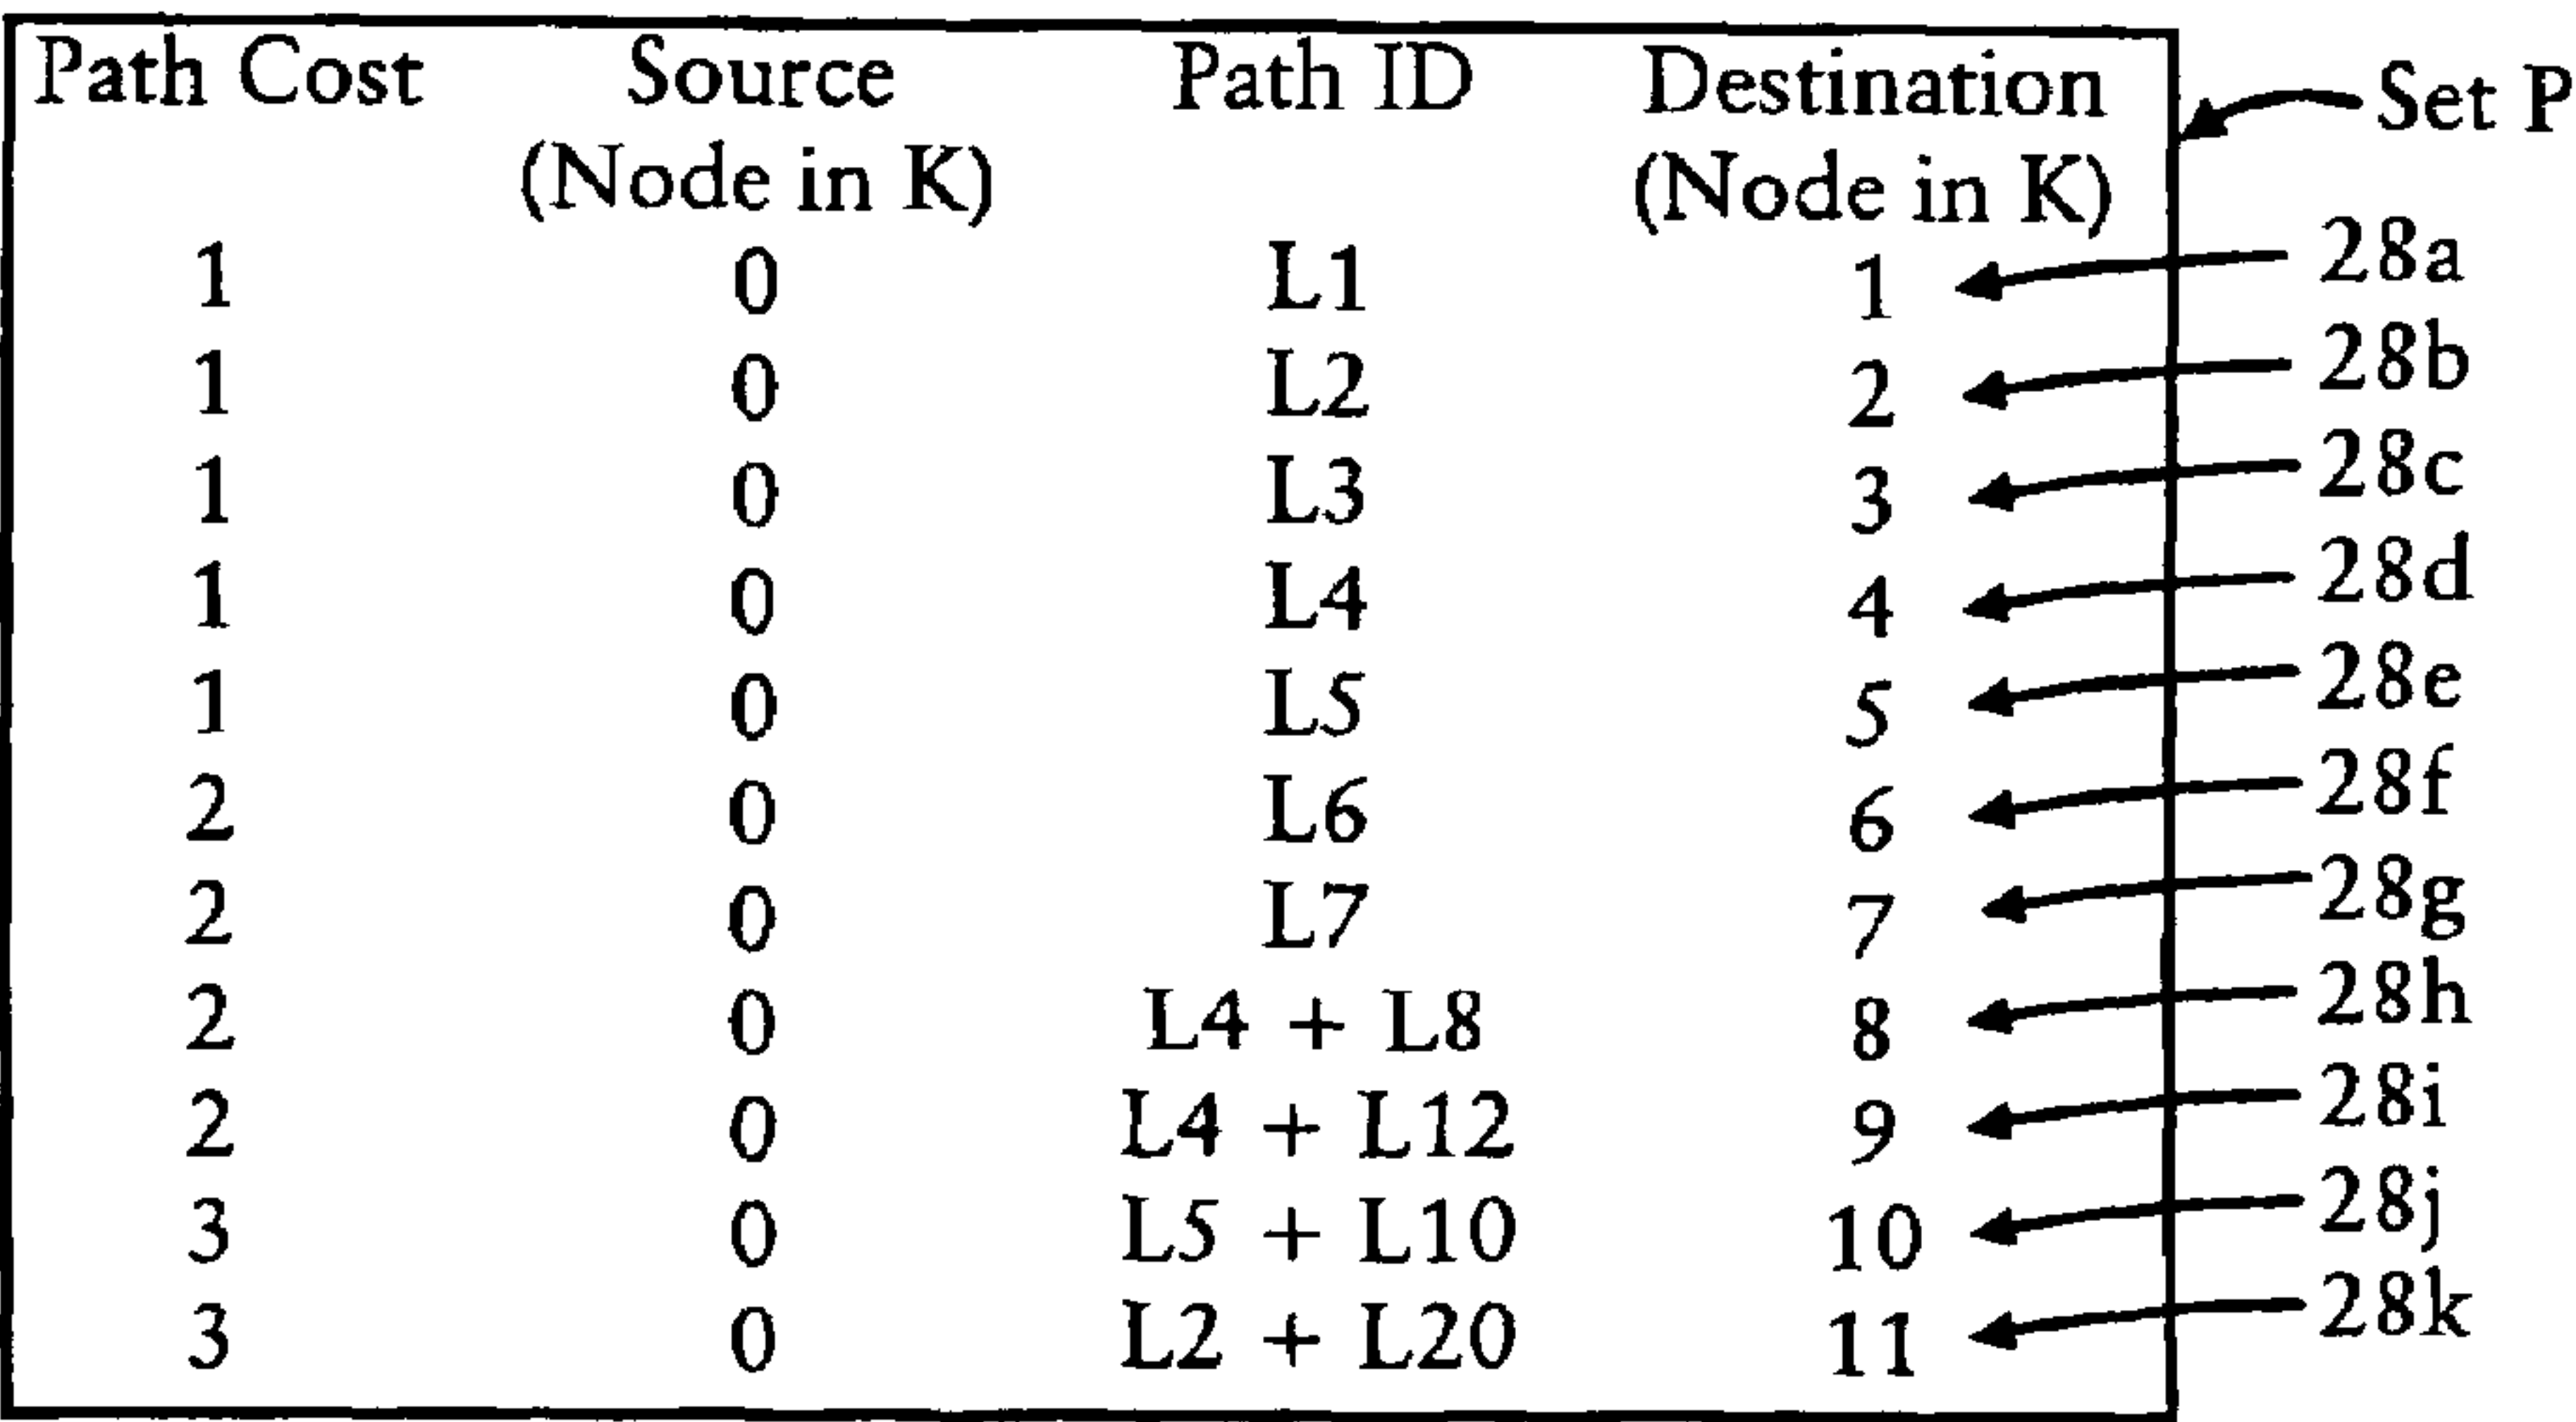 Path Cost Source Path ID Destination Set P
(Node in K) (Node in K)
1 0 L1 1 28a
1 0 L2 2 28b
1 0 L3 3 28c
1 0 L4 4 28d
1 0 L5 5 28e
2 0 L6 6 28f
2 0 L7 7 28g
2 0 L4 + L8 8 28h
2 0 L4 + L12 9 28i
3 0 L5 + L10 10 28j
3 0 L2 + L20 11 28k